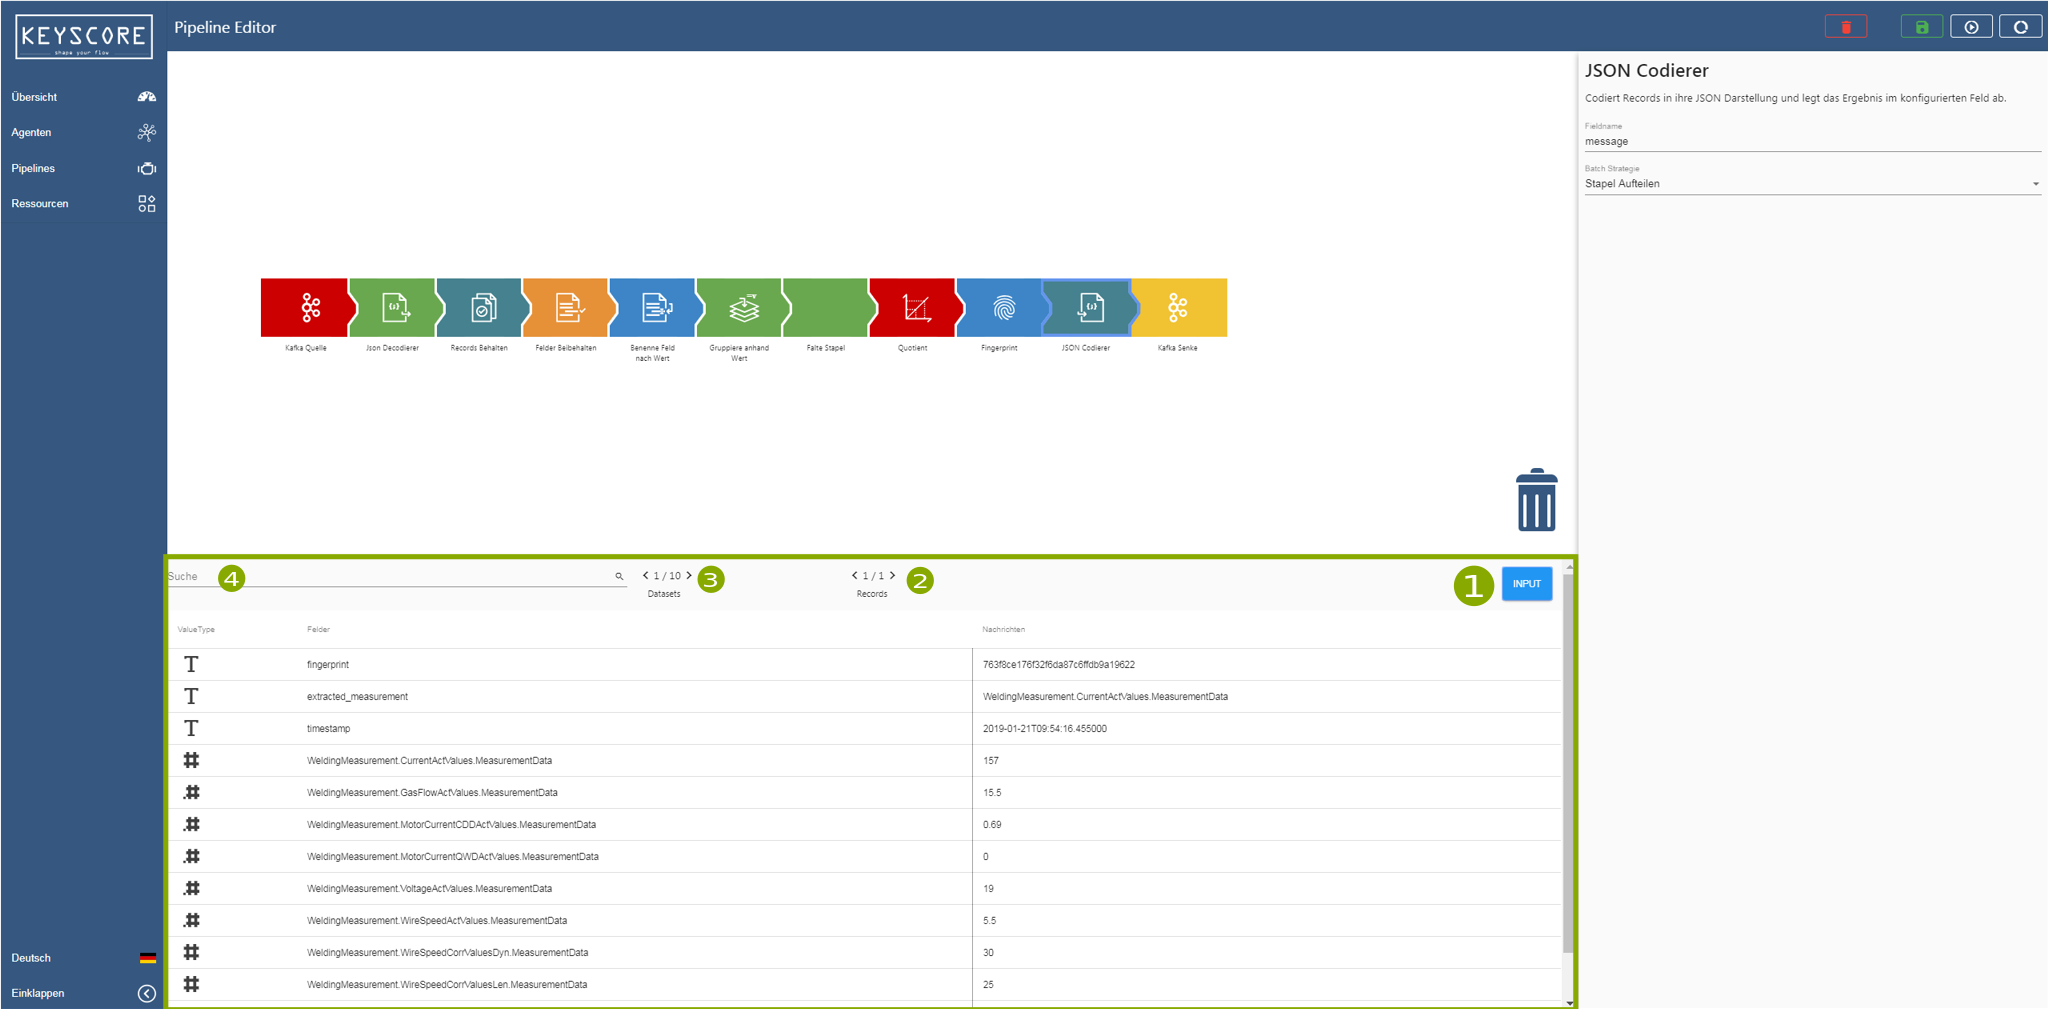 KEYSCORE
shape your flow
Pipeline Editor
Übersicht
Agenten
Pipelines
Ressourcen
Deutsch
Einklappen
Kafka Quelle
Json Decodierer
Records Behalten
Felder Beibehalten
Benenne Feld
nach Wert
Gruppiere anhand
Wert
Falte Stapel
Quotient
Fingerprint
JSON Codierer
Kafka Senke
JSON Codierer
Codiert Records in ihre JSON Darstellung und legt das Ergebnis im konfigurierten Feld ab.
Fieldname
message
Batch Strategie
Stapel Aufteilen
Suche 4
1 / 10 3
Datasets
1 / 1 2
Records
1 INPUT
ValueType Felder Nachrichten
T fingerprint 763f8ce176f32f6da87c6ffdb9a19622
T extracted_measurement WeldingMeasurement.CurrentActValues.MeasurementData
T timestamp 2019-01-21T09:54:16.455000
# WeldingMeasurement.CurrentActValues.MeasurementData 157
.# WeldingMeasurement.GasFlowActValues.MeasurementData 15.5
.# WeldingMeasurement.MotorCurrentCDDActValues.MeasurementData 0.69
.# WeldingMeasurement.MotorCurrentQWDActValues.MeasurementData 0
.# WeldingMeasurement.VoltageActValues.MeasurementData 19
.# WeldingMeasurement.WireSpeedActValues.MeasurementData 5.5
# WeldingMeasurement.WireSpeedCorrValuesDyn.MeasurementData 30
# WeldingMeasurement.WireSpeedCorrValuesLen.MeasurementData 25